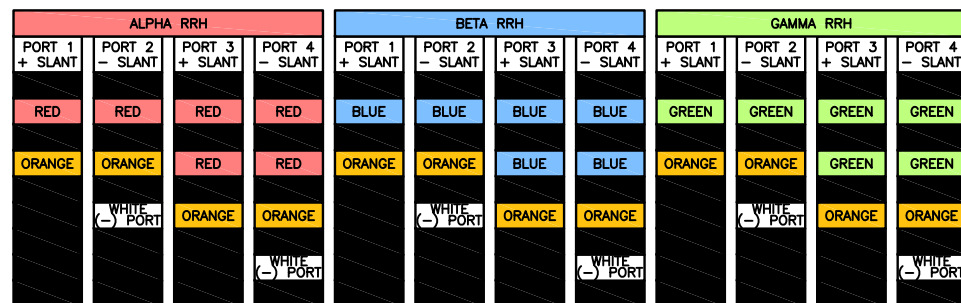 ALPHA RRH BETA RRH GAMMA RRH
PORT 1 PORT 2 PORT 3 PORT 4 PORT 1 PORT 2 PORT 3 PORT 4 PORT 1 PORT 2 PORT 3 PORT 4
+ SLANT - SLANT + SLANT - SLANT + SLANT - SLANT + SLANT - SLANT + SLANT - SLANT + SLANT - SLANT
RED RED RED RED BLUE BLUE BLUE BLUE GREEN GREEN GREEN GREEN
ORANGE ORANGE RED RED ORANGE ORANGE BLUE BLUE ORANGE ORANGE GREEN GREEN
WHITE WHITE WHITE
(-) PORT ORANGE ORANGE (-) PORT ORANGE ORANGE (-) PORT ORANGE ORANGE
WHITE WHITE WHITE
(-) PORT (-) PORT (-) PORT